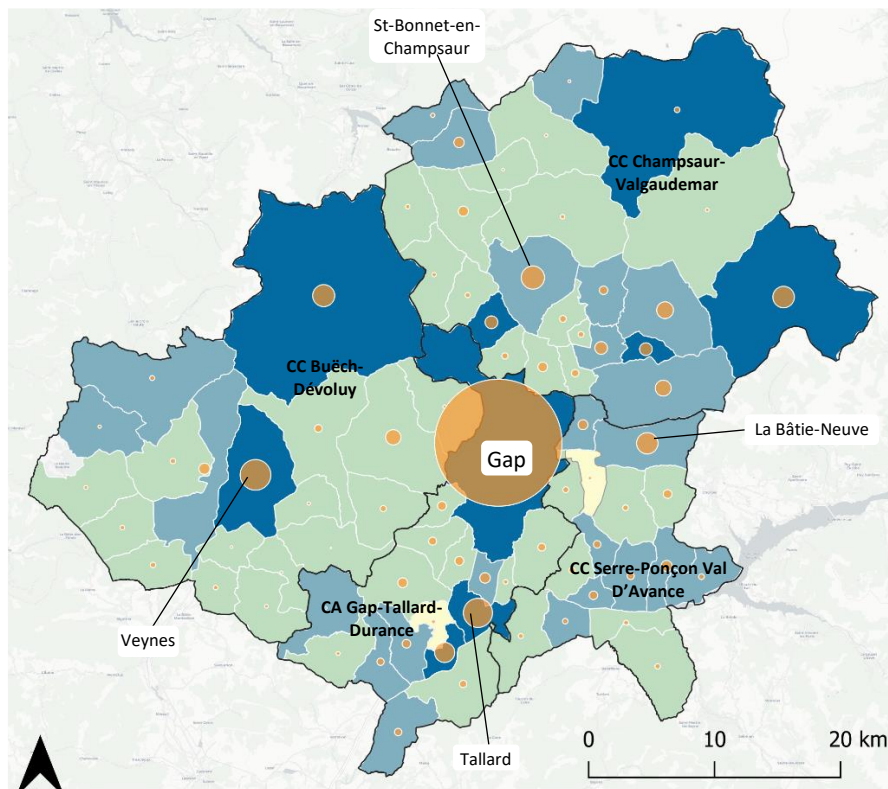 St-Bonnet-en-
Champsaur
CC Champsaur-
Valgaudemar
CC Buëch-
Dévoluy
La Bâtie-Neuve
Gap
CC Serre-Ponçon Val
D’Avance
CA Gap-Tallard-
Durance
Veynes
Tallard
0 10 20 km